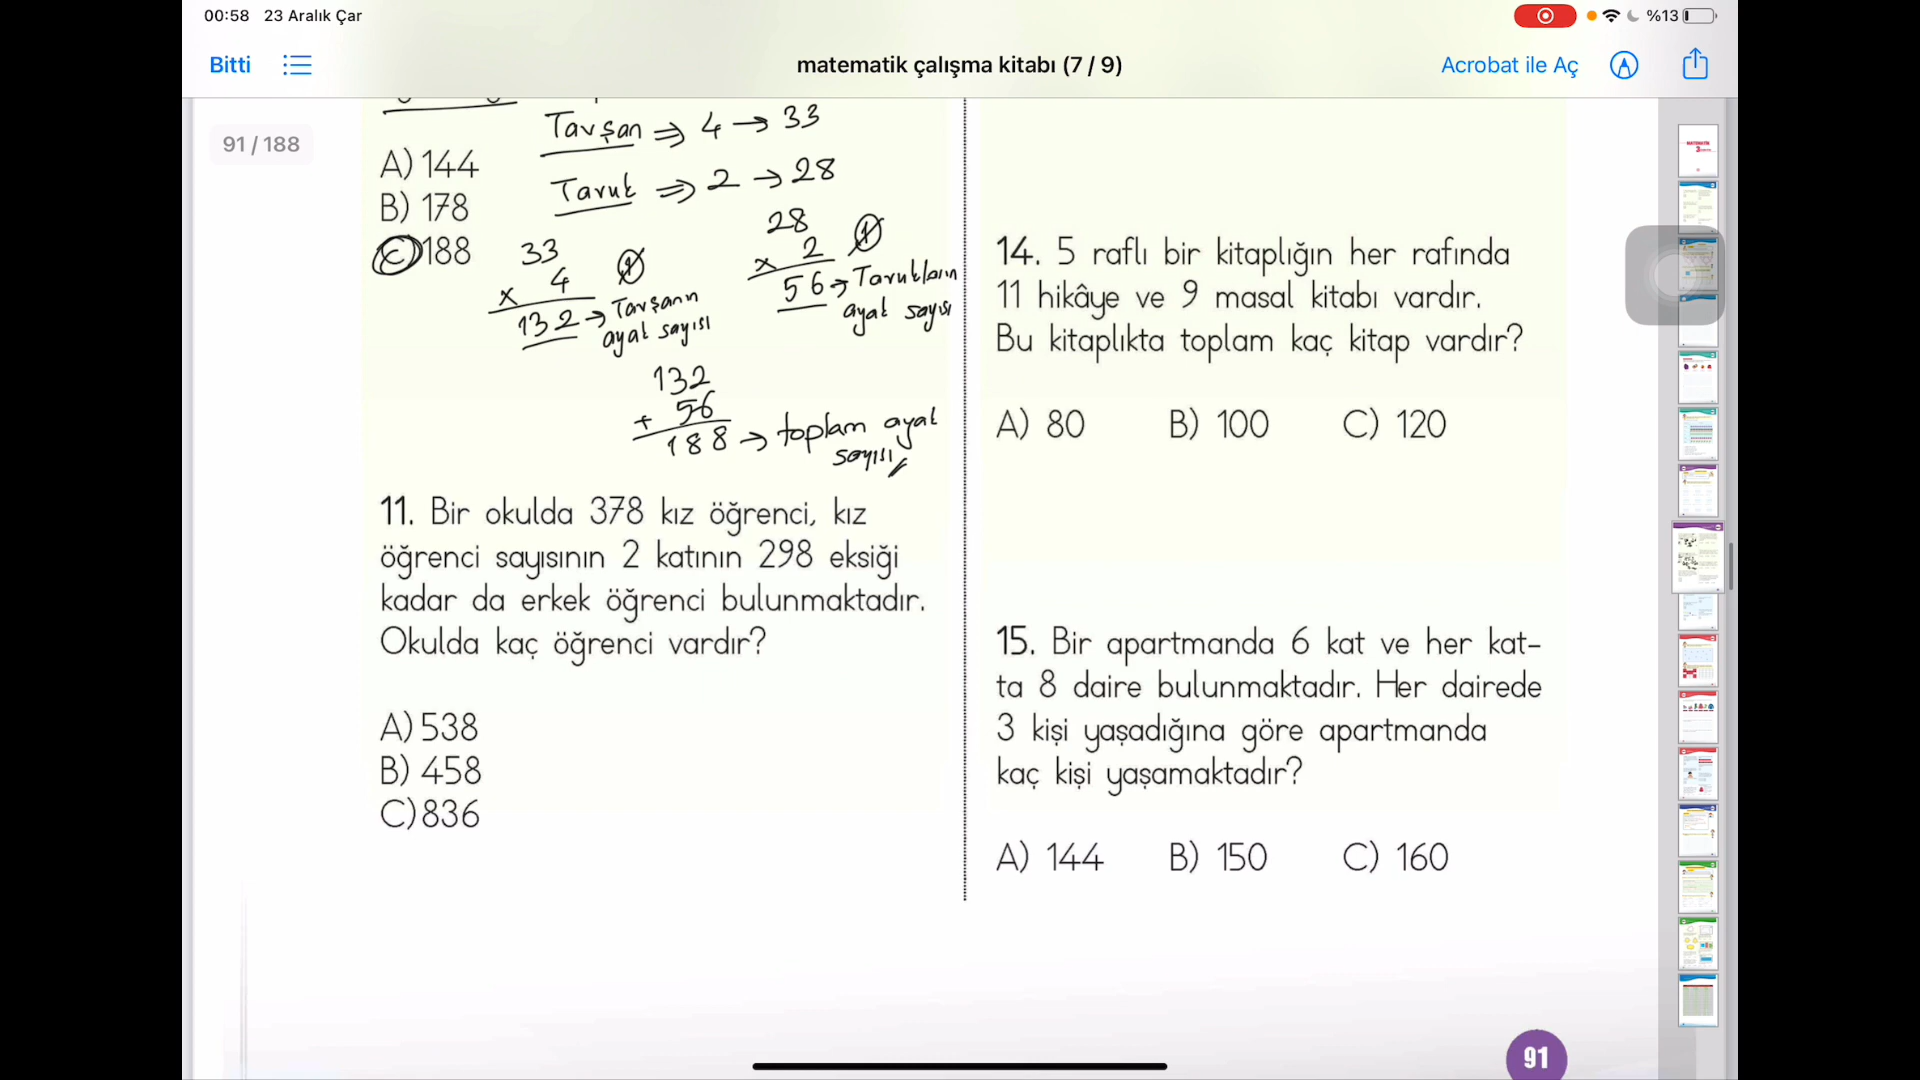 00:58 23 Aralık Çar
%13
Bitti
matematik çalışma kitabı (7 / 9)
Acrobat ile Aç
91 / 188
Tavşan ⇒ 4 → 33
A) 144
Tavuk ⇒ 2 → 28
B) 178
C) 188
33
x 4
132 → Tavşanın
ayak sayısı
28
x 2
56 → Tavukların
ayak sayısı
132
+ 56
188 → toplam ayak
sayısı
11. Bir okulda 378 kız öğrenci, kız
öğrenci sayısının 2 katının 298 eksiği
kadar da erkek öğrenci bulunmaktadır.
Okulda kaç öğrenci vardır?
A) 538
B) 458
C) 836
14. 5 raflı bir kitaplığın her rafında
11 hikâye ve 9 masal kitabı vardır.
Bu kitaplıkta toplam kaç kitap vardır?
A) 80 B) 100 C) 120
15. Bir apartmanda 6 kat ve her kat-
ta 8 daire bulunmaktadır. Her dairede
3 kişi yaşadığına göre apartmanda
kaç kişi yaşamaktadır?
A) 144 B) 150 C) 160
91